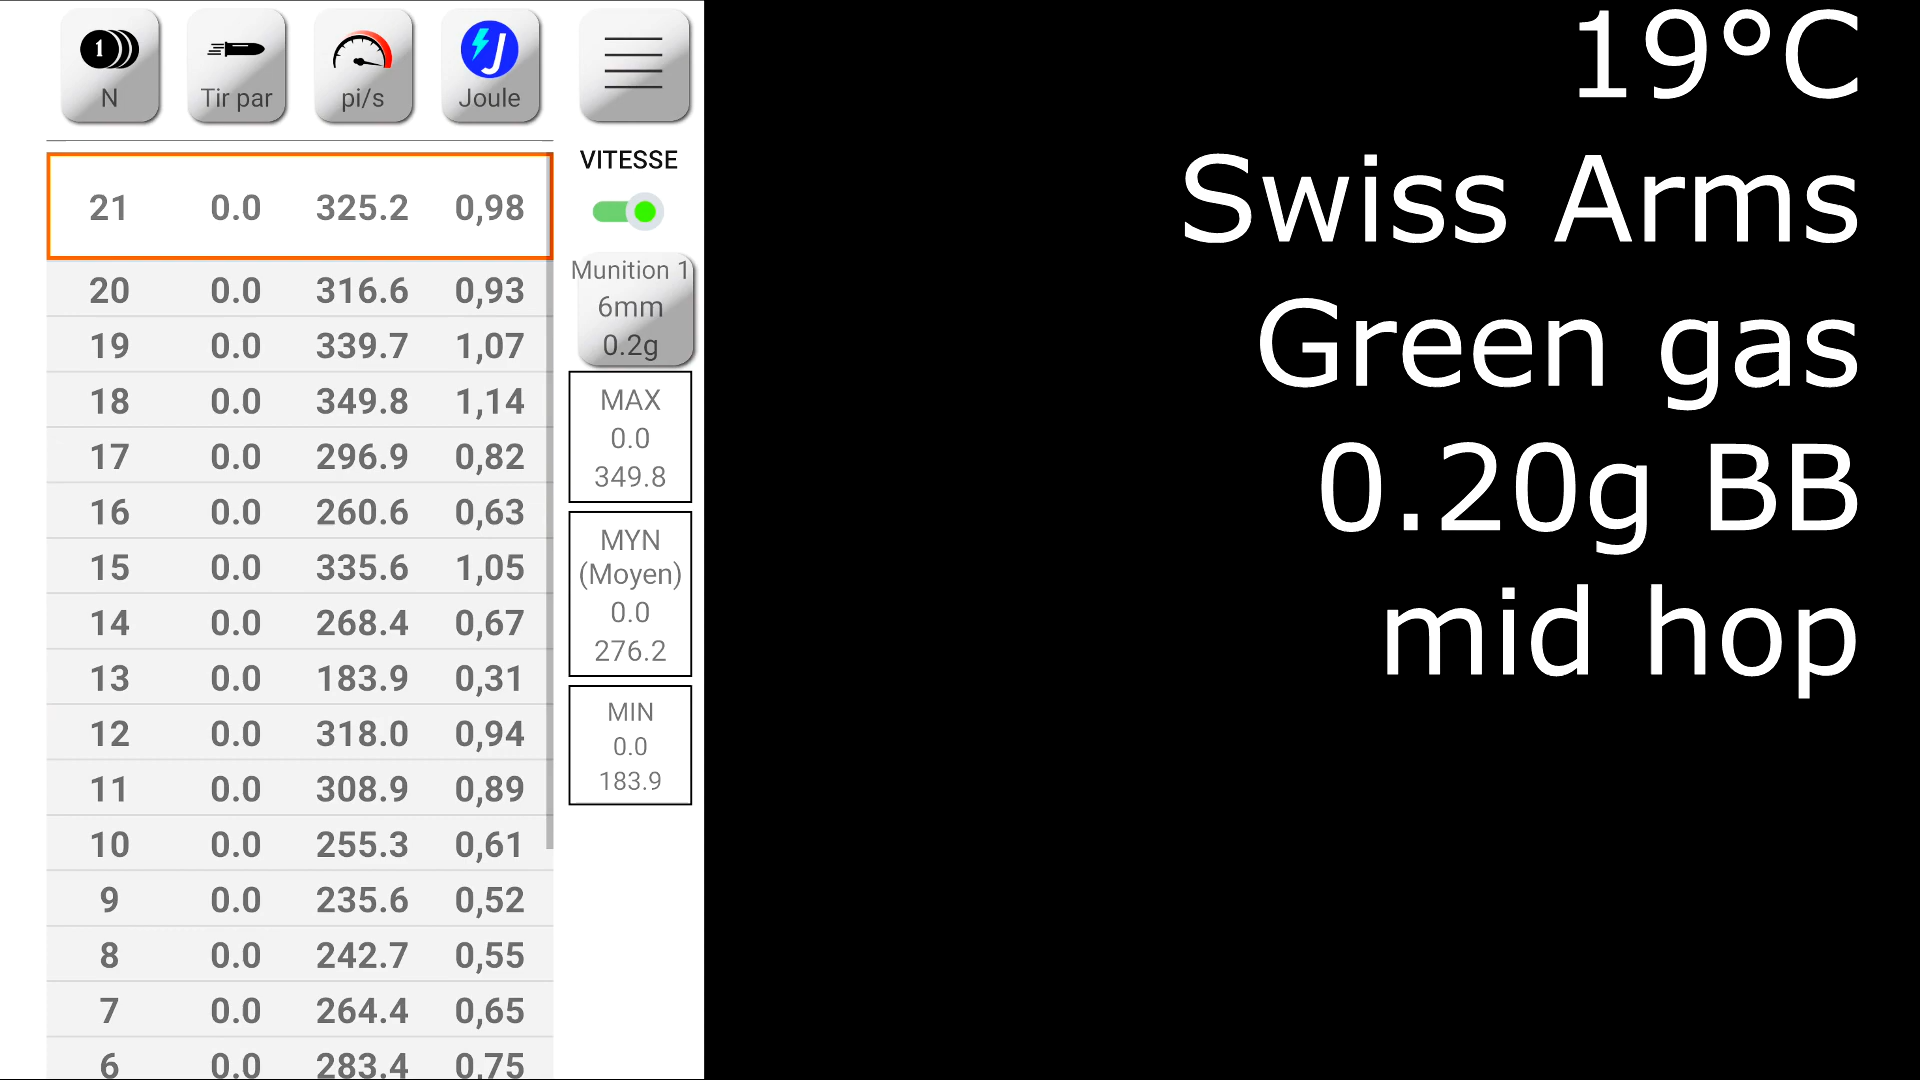 N Tir par pi/s Joule
21 0.0 325.2 0,98
20 0.0 316.6 0,93
19 0.0 339.7 1,07
18 0.0 349.8 1,14
17 0.0 296.9 0,82
16 0.0 260.6 0,63
15 0.0 335.6 1,05
14 0.0 268.4 0,67
13 0.0 183.9 0,31
12 0.0 318.0 0,94
11 0.0 308.9 0,89
10 0.0 255.3 0,61
9 0.0 235.6 0,52
8 0.0 242.7 0,55
7 0.0 264.4 0,65
6 0.0 283.4 0,75
VITESSE
Munition 1
6mm
0.2g
MAX
0.0
349.8
MYN
(Moyen)
0.0
276.2
MIN
0.0
183.9
19°C
Swiss Arms
Green gas
0.20g BB
mid hop